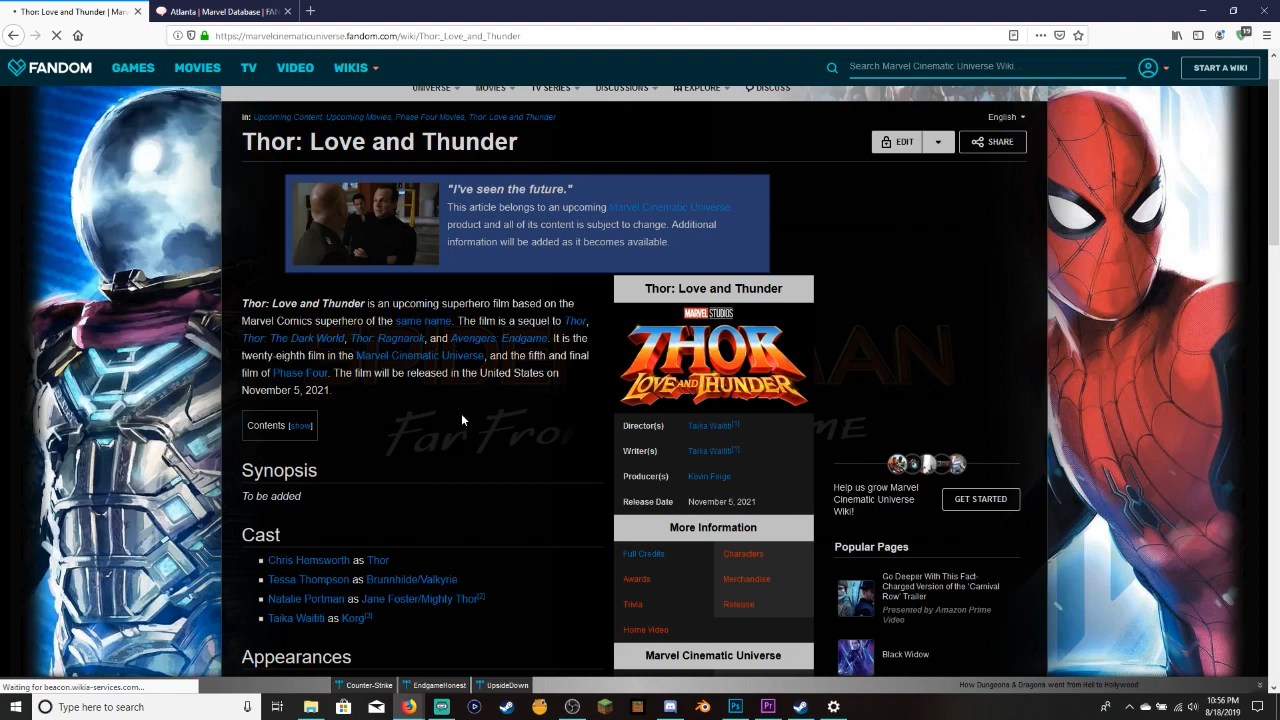 Thor: Love and Thunder | Marv
Atlanta | Marvel Database | FAN
https://marvelcinematicuniverse.fandom.com/wiki/Thor:_Love_and_Thunder
19
FANDOM
GAMES
MOVIES
TV
VIDEO
WIKIS
Search Marvel Cinematic Universe Wiki...
START A WIKI
UNIVERSE
MOVIES
TV SERIES
DISCUSSIONS
EXPLORE
DISCUSS
in: Upcoming Content, Upcoming Movies, Phase Four Movies, Thor: Love and Thunder
English
Thor: Love and Thunder
EDIT
SHARE
"I've seen the future."
This article belongs to an upcoming Marvel Cinematic Universe
product and all of its content is subject to change. Additional
information will be added as it becomes available.
Thor: Love and Thunder is an upcoming superhero film based on the
Marvel Comics superhero of the same name. The film is a sequel to Thor,
Thor: The Dark World, Thor: Ragnarok, and Avengers: Endgame. It is the
twenty-eighth film in the Marvel Cinematic Universe, and the fifth and final
film of Phase Four. The film will be released in the United States on
November 5, 2021.
Contents [show]
Synopsis
To be added
Cast
Chris Hemsworth as Thor
Tessa Thompson as Brunnhilde/Valkyrie
Natalie Portman as Jane Foster/Mighty Thor[2]
Taika Waititi as Korg[3]
Appearances
Thor: Love and Thunder
MARVEL STUDIOS
THOR
LOVE AND THUNDER
Director(s) Taika Waititi[1]
Writer(s) Taika Waititi[1]
Producer(s) Kevin Feige
Release Date November 5, 2021
More Information
Full Credits Characters
Awards Merchandise
Trivia Release
Home Video
Marvel Cinematic Universe
Help us grow Marvel
Cinematic Universe
Wiki!
GET STARTED
Popular Pages
Go Deeper With This Fact-
Charged Version of the 'Carnival
Row' Trailer
Presented by Amazon Prime
Video
Black Widow
Waiting for beacon.wikia-services.com...
Counter-Strike
EndgameHonest
UpsideDown
How Dungeons & Dragons went from Hell to Hollywood
Type here to search
Ps
Pr
10:56 PM
8/18/2019